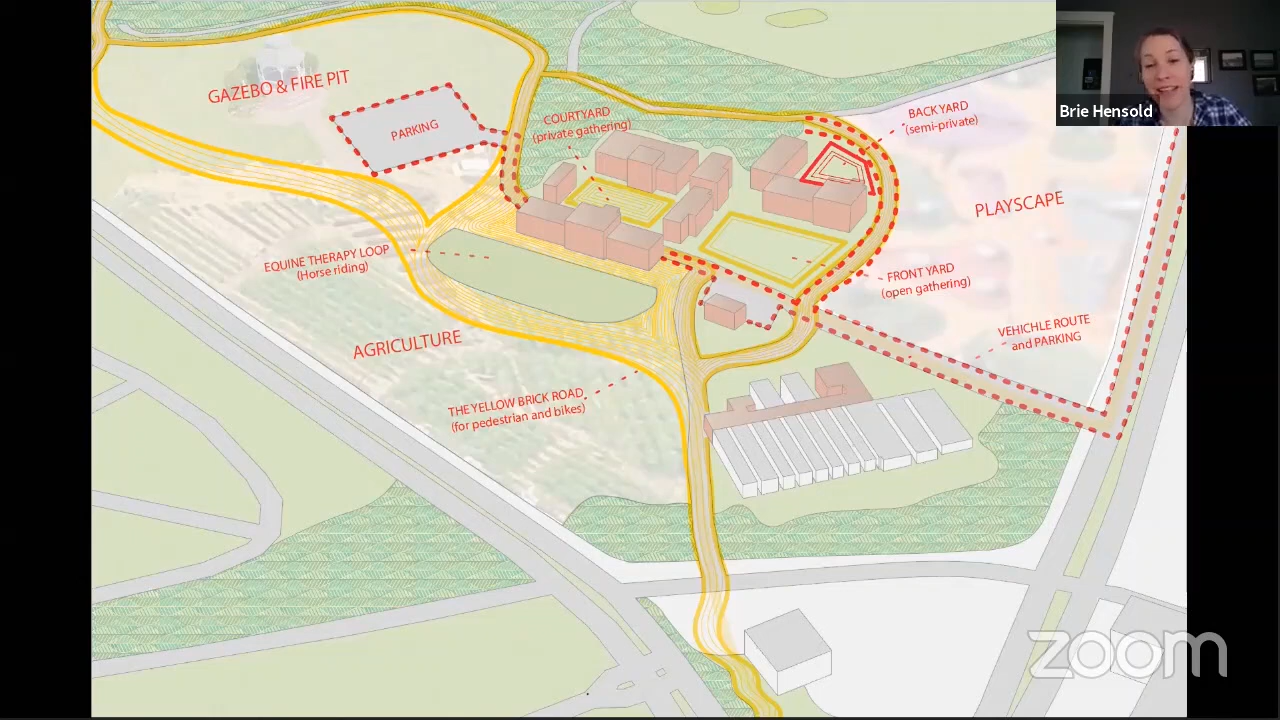 Brie Hensold
GAZEBO & FIRE PIT
PARKING
COURTYARD
(private gathering)
BACK YARD
(semi-private)
PLAYSCAPE
EQUINE THERAPY LOOP
(Horse riding)
FRONT YARD
(open gathering)
AGRICULTURE
VEHICHLE ROUTE
and PARKING
THE YELLOW BRICK ROAD
(for pedestrian and bikes)
zoom